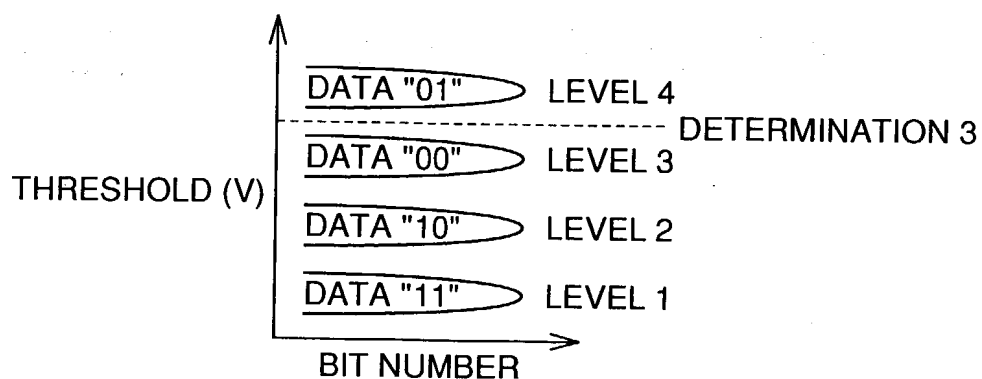 DATA "01" LEVEL 4
DETERMINATION 3
DATA "00" LEVEL 3
THRESHOLD (V)
DATA "10" LEVEL 2
DATA "11" LEVEL 1
BIT NUMBER